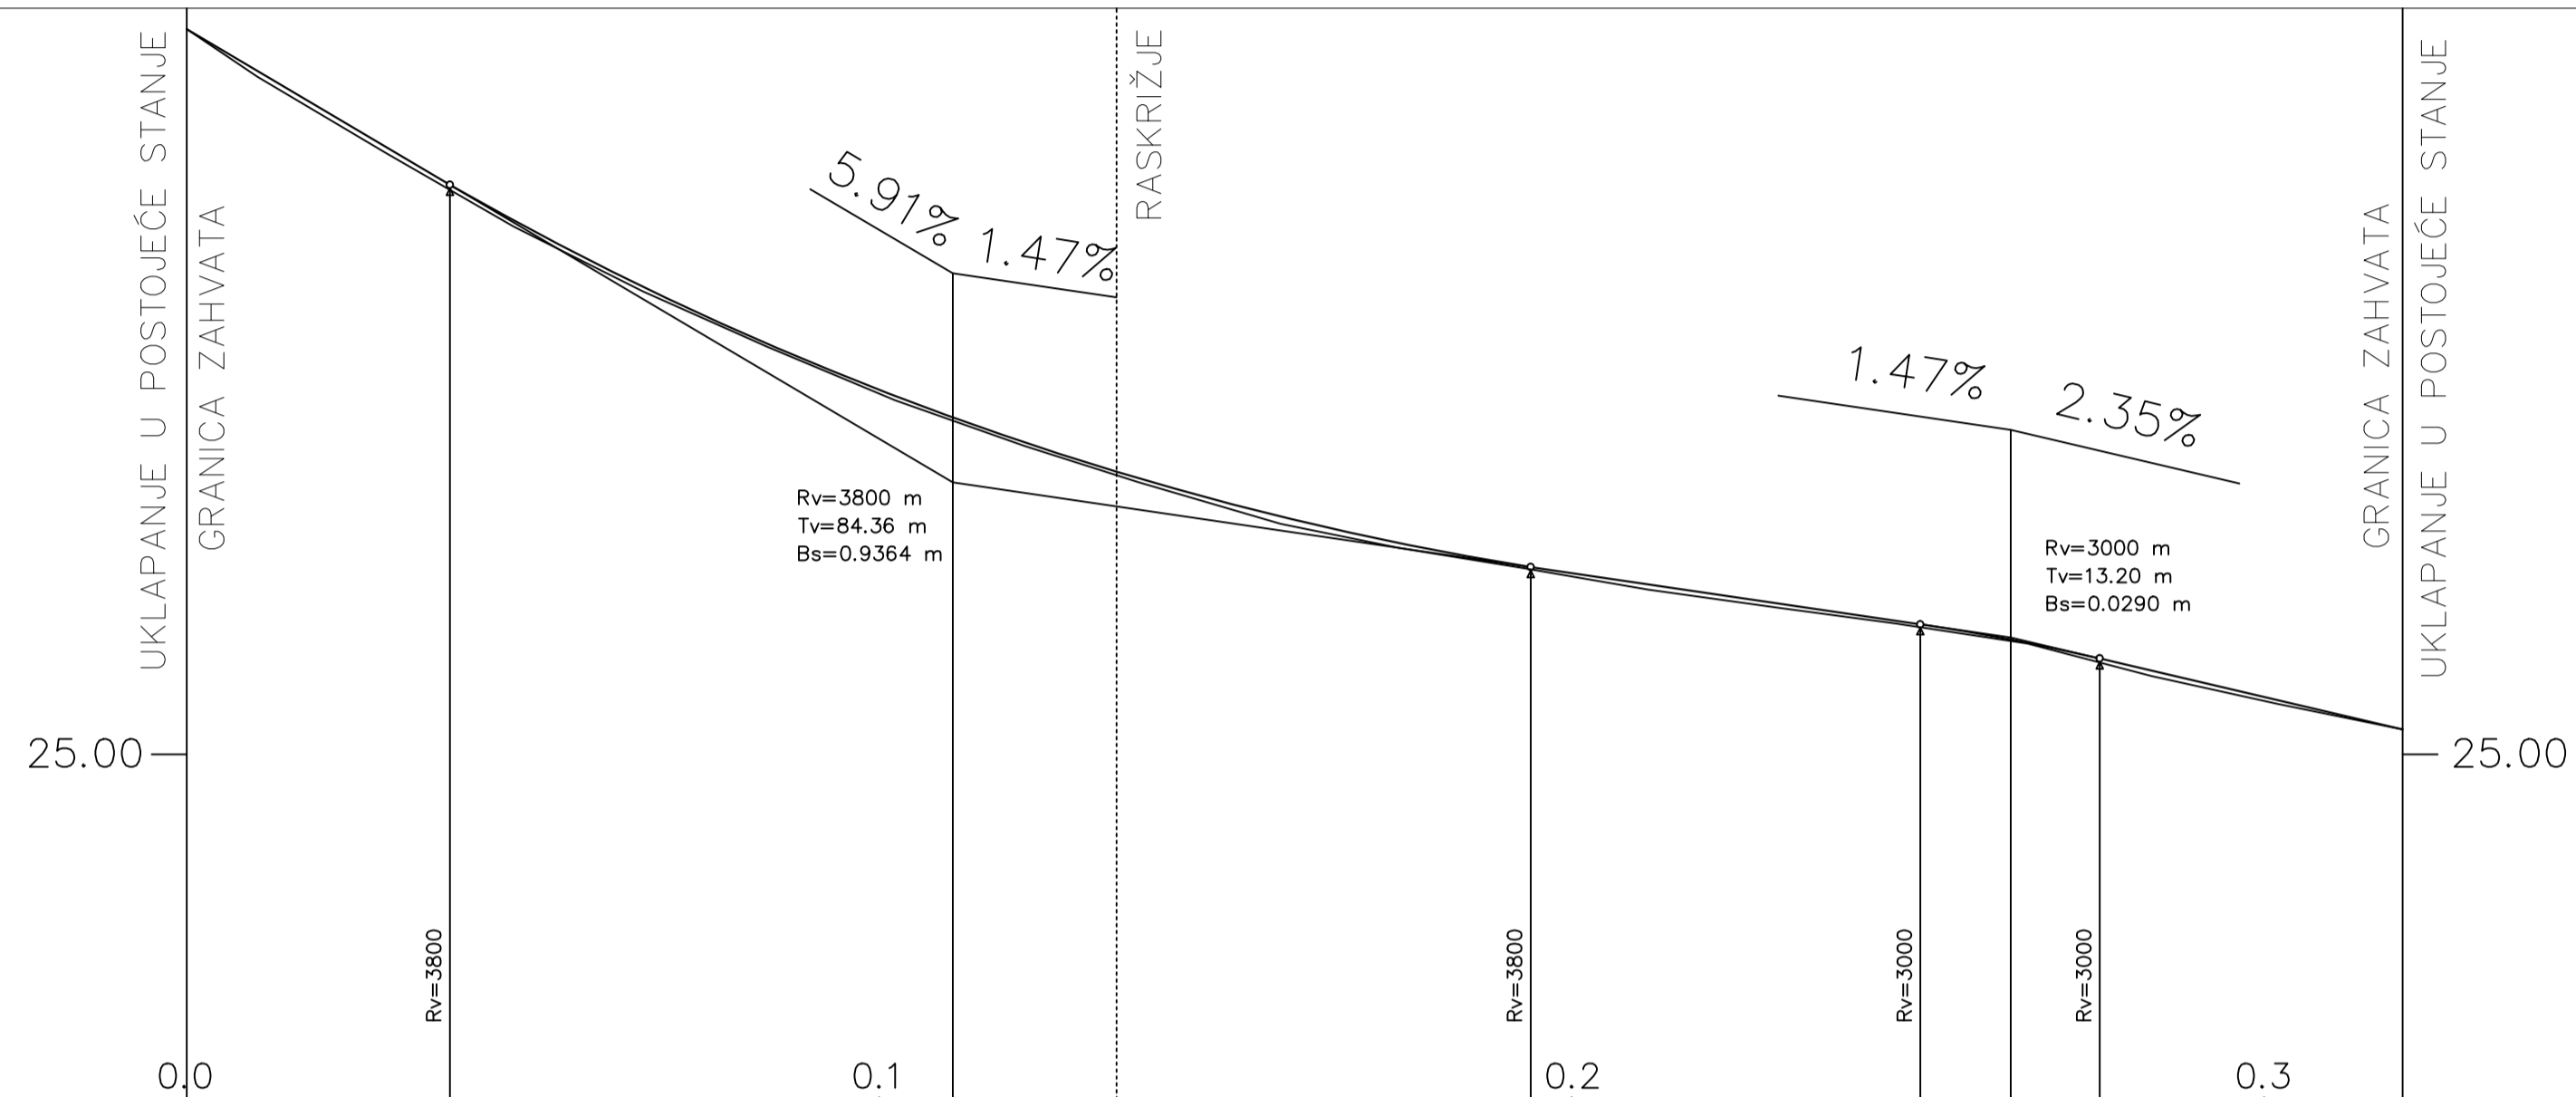 UKLAPANJE U POSTOJEĆE STANJE
GRANICA ZAHVATA
RASKRIŽJE
5.91%
1.47%
Rv=3800 m
Tv=84.36 m
Bs=0.9364 m
1.47%
2.35%
Rv=3000 m
Tv=13.20 m
Bs=0.0290 m
GRANICA ZAHVATA
UKLAPANJE U POSTOJEĆE STANJE
25.00
25.00
Rv=3800
Rv=3800
Rv=3000
Rv=3000
0.0
0.1
0.2
0.3